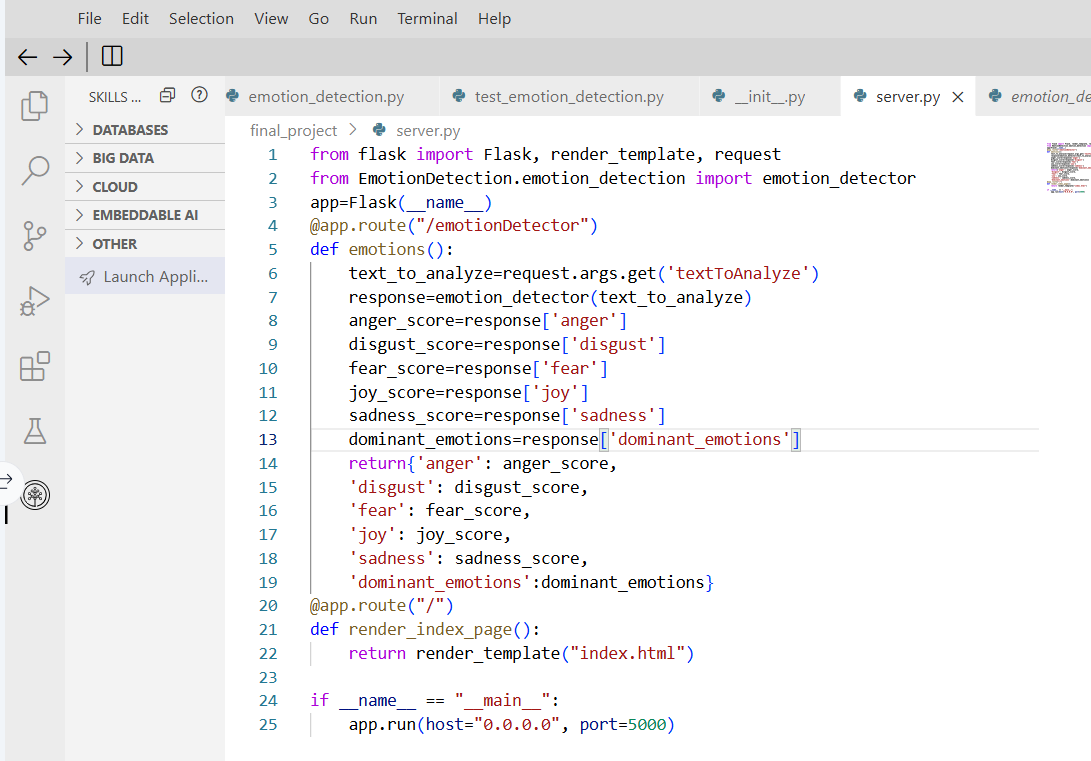 File Edit Selection View Go Run Terminal Help
SKILLS ...
emotion_detection.py test_emotion_detection.py __init__.py server.py emotion_de
DATABASES
BIG DATA
CLOUD
EMBEDDABLE AI
OTHER
Launch Appli...
final_project > server.py
1 from flask import Flask, render_template, request
2 from EmotionDetection.emotion_detection import emotion_detector
3 app=Flask(__name__)
4 @app.route("/emotionDetector")
5 def emotions():
6 text_to_analyze=request.args.get('textToAnalyze')
7 response=emotion_detector(text_to_analyze)
8 anger_score=response['anger']
9 disgust_score=response['disgust']
10 fear_score=response['fear']
11 joy_score=response['joy']
12 sadness_score=response['sadness']
13 dominant_emotions=response['dominant_emotions']
14 return{'anger': anger_score,
15 'disgust': disgust_score,
16 'fear': fear_score,
17 'joy': joy_score,
18 'sadness': sadness_score,
19 'dominant_emotions':dominant_emotions}
20 @app.route("/")
21 def render_index_page():
22 return render_template("index.html")
23
24 if __name__ == "__main__":
25 app.run(host="0.0.0.0", port=5000)